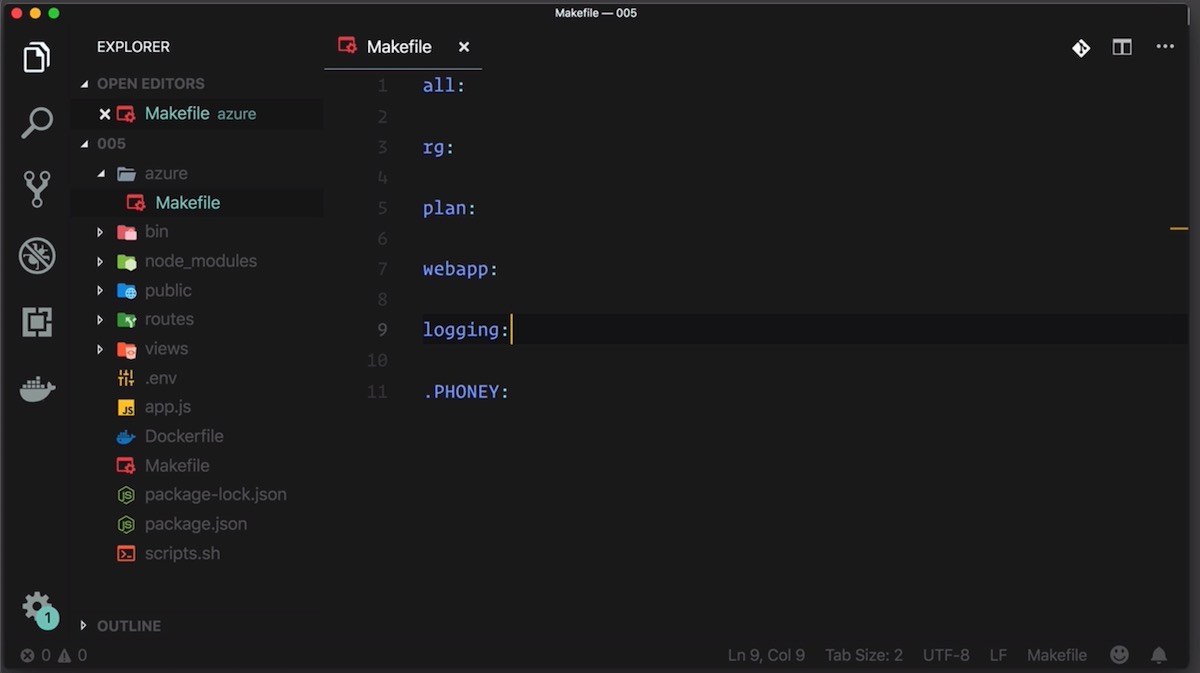 Makefile — 005
EXPLORER
OPEN EDITORS
Makefile azure
005
azure
Makefile
bin
node_modules
public
routes
views
.env
JS app.js
Dockerfile
Makefile
JS package-lock.json
JS package.json
scripts.sh
1
OUTLINE
Makefile
1 all:
2
3 rg:
4
5 plan:
6
7 webapp:
8
9 logging:
10
11 .PHONEY:
0 0
Ln 9, Col 9 Tab Size: 2 UTF-8 LF Makefile